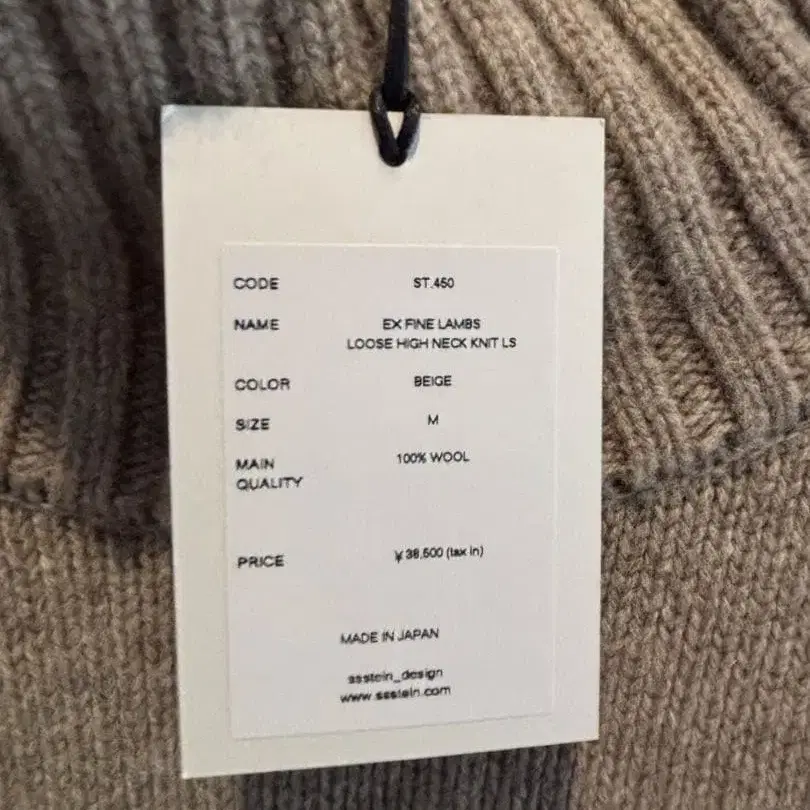 CODE ST.450
NAME EX FINE LAMBS
LOOSE HIGH NECK KNIT LS
COLOR BEIGE
SIZE M
MAIN 100% WOOL
QUALITY
PRICE ¥38,500 (tax in)
MADE IN JAPAN
ssstein_design
www.ssstein.com